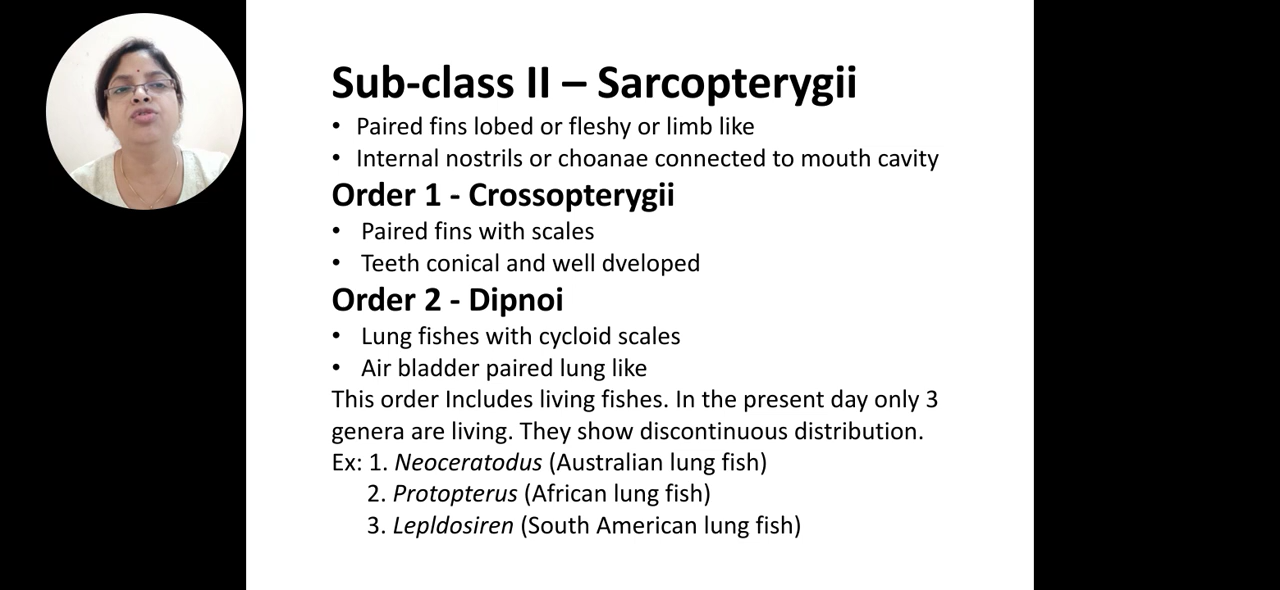 Sub-class II – Sarcopterygii
• Paired fins lobed or fleshy or limb like
• Internal nostrils or choanae connected to mouth cavity
Order 1 - Crossopterygii
• Paired fins with scales
• Teeth conical and well dveloped
Order 2 - Dipnoi
• Lung fishes with cycloid scales
• Air bladder paired lung like
This order Includes living fishes. In the present day only 3
genera are living. They show discontinuous distribution.
Ex: 1. Neoceratodus (Australian lung fish)
2. Protopterus (African lung fish)
3. Lepldosiren (South American lung fish)